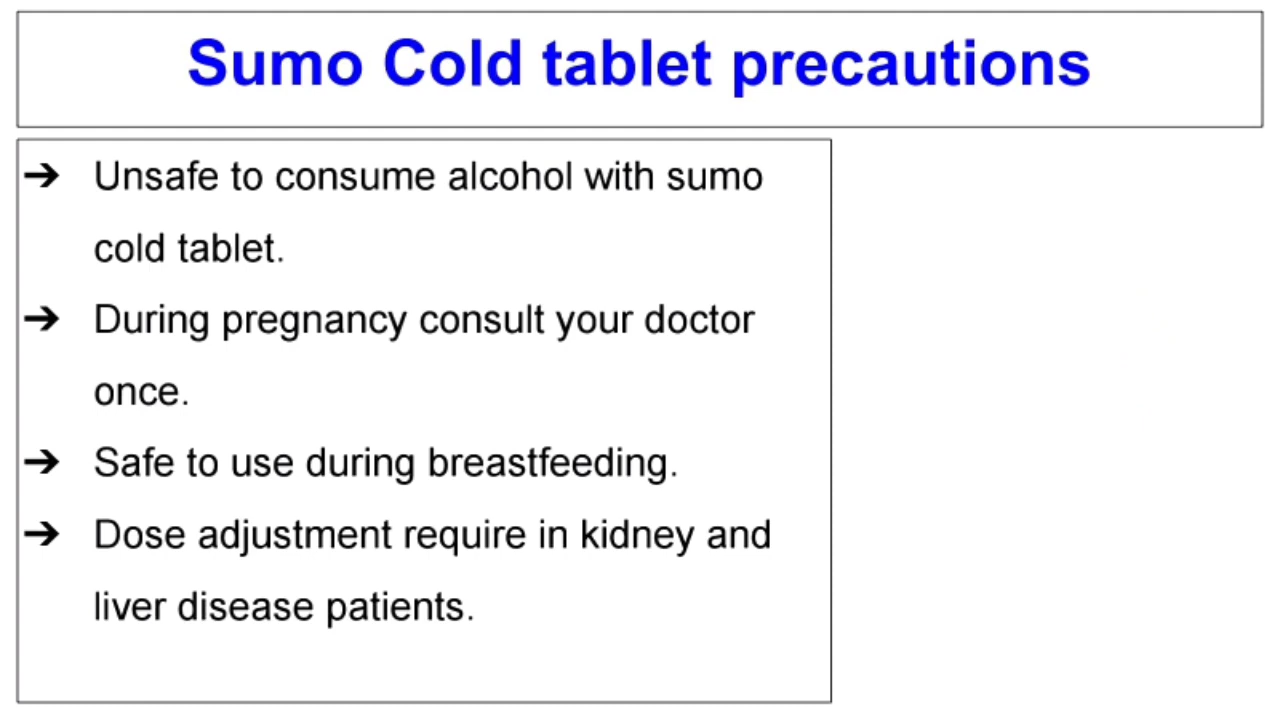 Sumo Cold tablet precautions
➔ Unsafe to consume alcohol with sumo
cold tablet.
➔ During pregnancy consult your doctor
once.
➔ Safe to use during breastfeeding.
➔ Dose adjustment require in kidney and
liver disease patients.